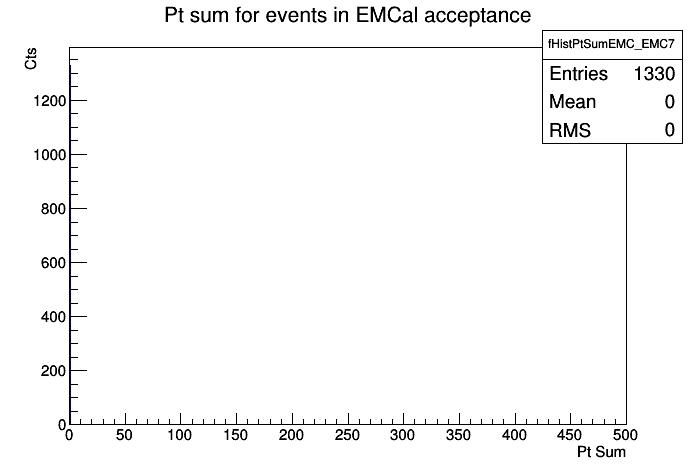 Pt sum for events in EMCal acceptance
fHistPtSumEMC_EMC7
Entries 1330
Mean 0
RMS 0
Cts
1200
1000
800
600
400
200
0
0 50 100 150 200 250 300 350 400 450 500
Pt Sum